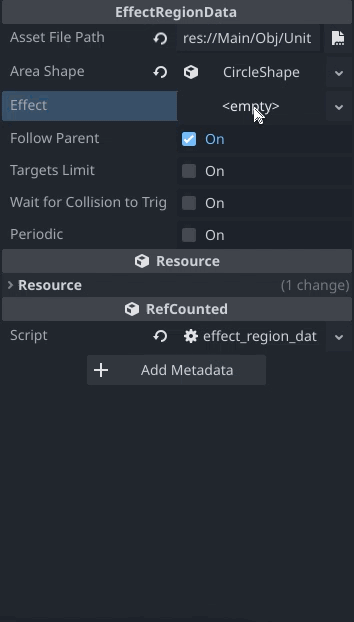 EffectRegionData
Asset File Path res://Main/Obj/Unit
Area Shape CircleShape
Effect <empty>
Follow Parent On
Targets Limit On
Wait for Collision to Trig On
Periodic On
Resource
Resource (1 change)
RefCounted
Script effect_region_dat
Add Metadata